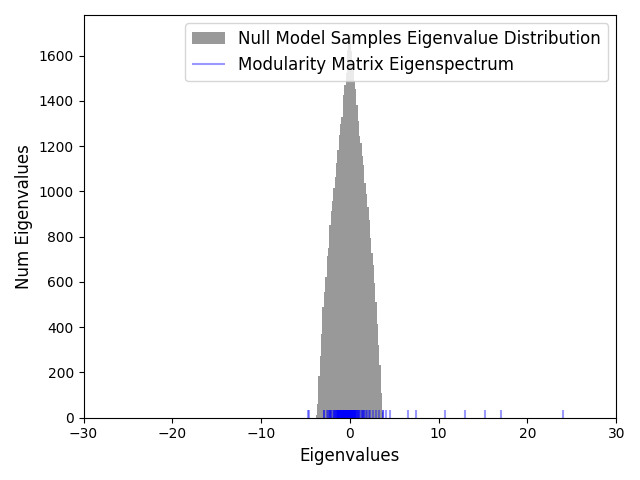 Null Model Samples Eigenvalue Distribution
Modularity Matrix Eigenspectrum
Num Eigenvalues
1600
1400
1200
1000
800
600
400
200
0
−30 −20 −10 0 10 20 30
Eigenvalues